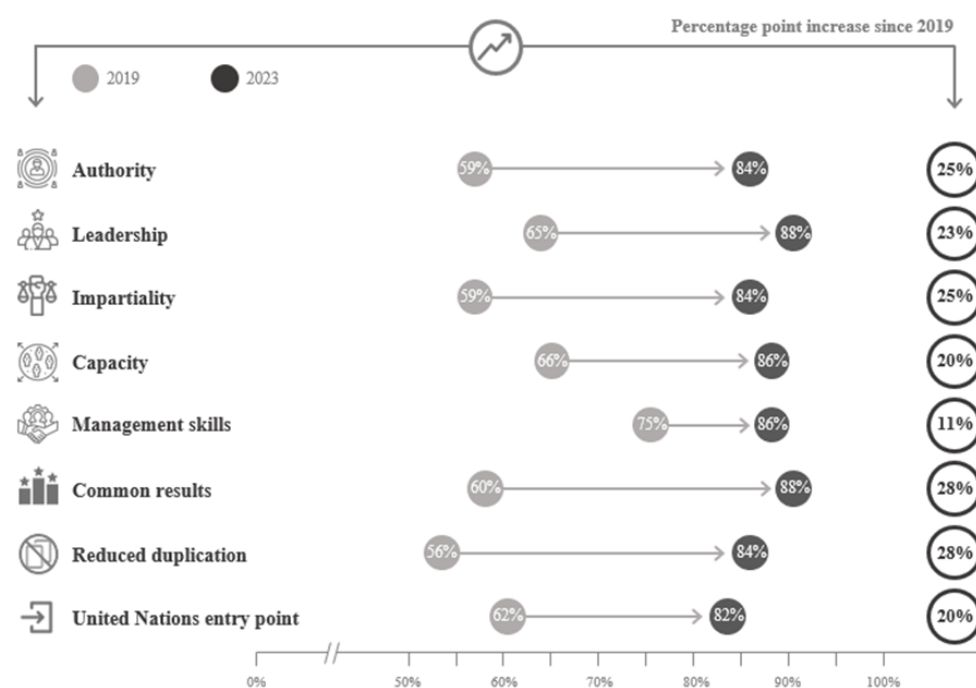 Percentage point increase since 2019
2019 2023
Authority 59% 84% 25%
Leadership 65% 88% 23%
Impartiality 59% 84% 25%
Capacity 66% 86% 20%
Management skills 75% 86% 11%
Common results 60% 88% 28%
Reduced duplication 56% 84% 28%
United Nations entry point 62% 82% 20%
0% 50% 60% 70% 80% 90% 100%